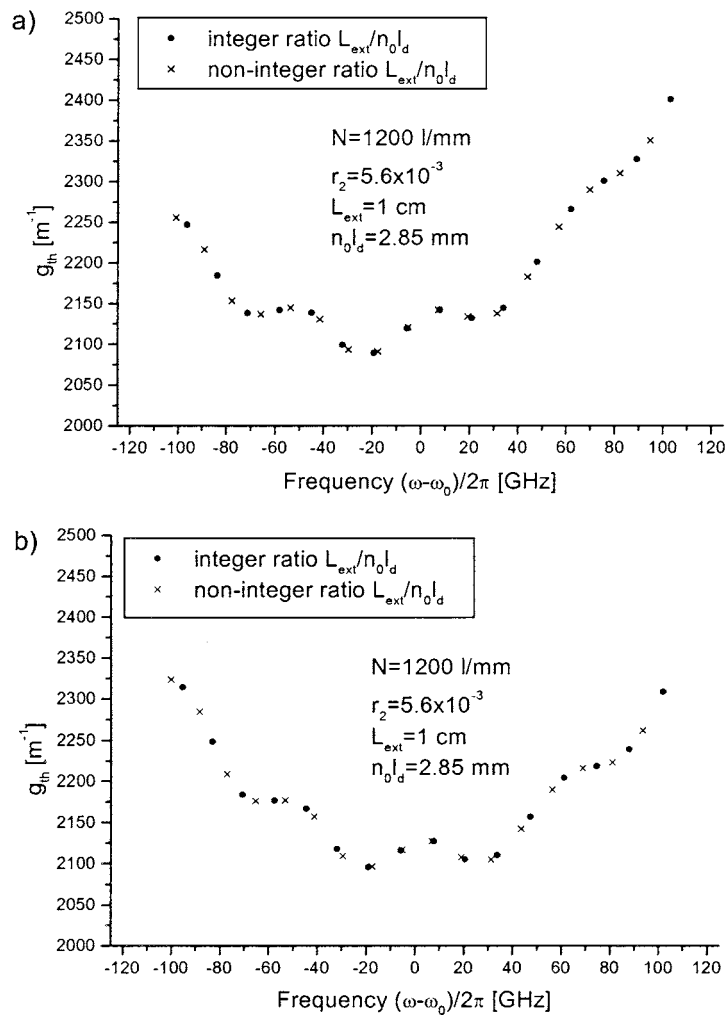 a)
2500
2450
2400
2350
2300
2250
2200
2150
2100
2050
2000
g_th [m⁻¹]
integer ratio L_ext/n_0l_d
non-integer ratio L_ext/n_0l_d
N=1200 l/mm
r_2=5.6x10⁻³
L_ext=1 cm
n_0l_d=2.85 mm
-120 -100 -80 -60 -40 -20 0 20 40 60 80 100 120
Frequency (ω-ω_0)/2π [GHz]
b)
2500
2450
2400
2350
2300
2250
2200
2150
2100
2050
2000
g_th [m⁻¹]
integer ratio L_ext/n_0l_d
non-integer ratio L_ext/n_0l_d
N=1200 l/mm
r_2=5.6x10⁻³
L_ext=1 cm
n_0l_d=2.85 mm
-120 -100 -80 -60 -40 -20 0 20 40 60 80 100 120
Frequency (ω-ω_0)/2π [GHz]